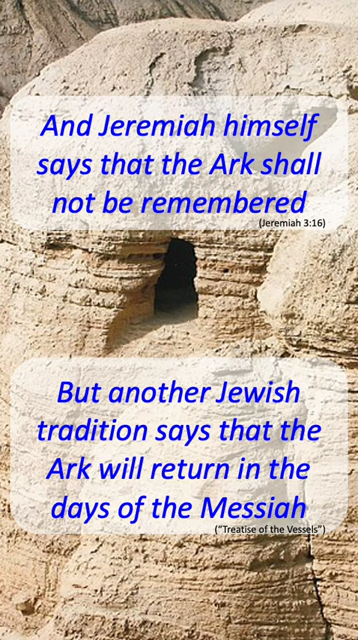 And Jeremiah himself
says that the Ark shall
not be remembered
(Jeremiah 3:16)
But another Jewish
tradition says that the
Ark will return in the
days of the Messiah
("Treatise of the Vessels")